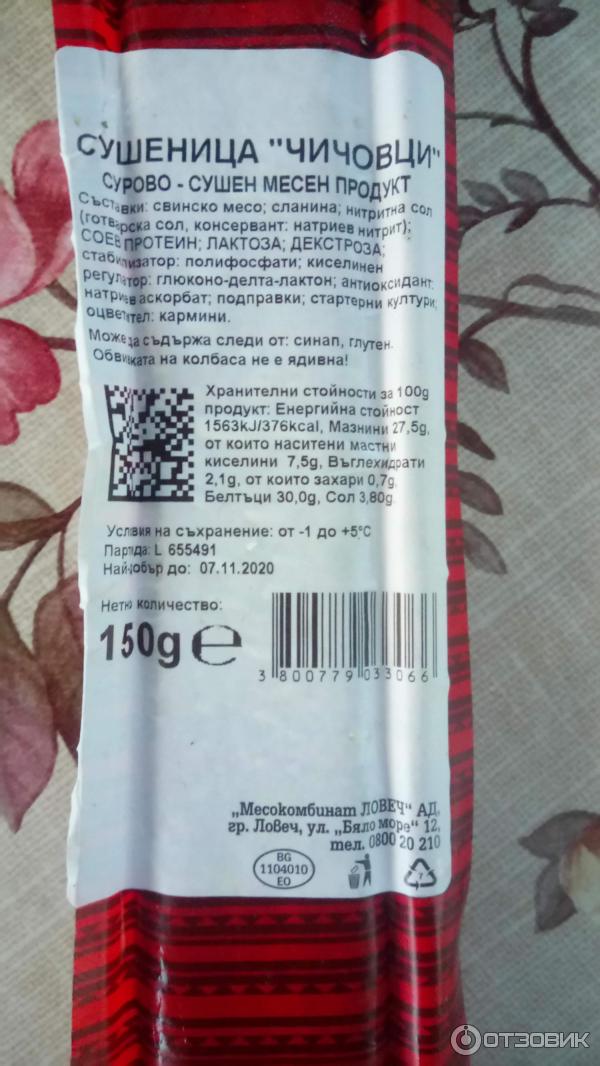 СУШЕНИЦА "ЧИЧОВЦИ"
СУРОВО - СУШЕН МЕСЕН ПРОДУКТ
Съставки: свинско месо; сланина; нитритна сол
(готварска сол, консервант: натриев нитрит);
СОЕВ ПРОТЕИН; ЛАКТОЗА; ДЕКСТРОЗА;
стабилизатор: полифосфати; киселинен
регулатор: глюконо-делта-лактон; антиоксидант:
натриев аскорбат; подправки; стартерни култури;
оцветител: кармини.
Може да съдържа следи от: синап, глутен.
Обвивката на колбаса не е ядивна!
Хранителни стойности за 100g
продукт: Енергийна стойност
1563kJ/376kcal, Мазнини 27,5g,
от които наситени мастни
киселини 7,5g, Въглехидрати
2,1g, от които захари 0,7g,
Белтъци 30,0g, Сол 3,80g
Условия на съхранение: от -1 до +5°C
Партида: L 655491
Най-добър до: 07.11.2020
Нетно количество:
150g e
3 800779 033066
„Месокомбинат ЛОВЕЧ“ АД,
гр. Ловеч, ул. „Бяло море“ 12,
тел. 0800 20 210
BG
1104010
EO
7
ОТЗОВИК